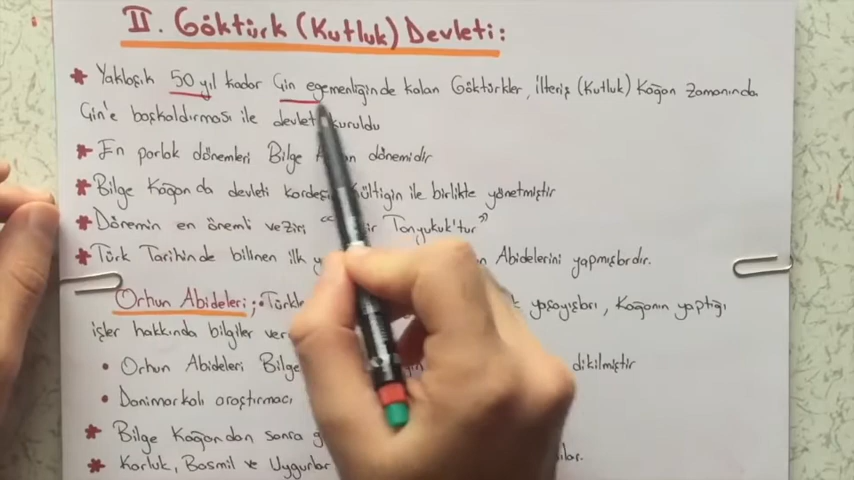 II. Göktürk (Kutluk) Devleti:
* Yaklaşık 50 yıl kadar Çin egemenliğinde kalan Göktürkler, İlteriş (Kutluk) Kağan zamanında
Çin'e başkaldırması ile devlet kuruldu
* En parlak dönemleri Bilge dönemidir
* Bilge Kağan da devleti kardeşi Kültigin ile birlikte yönetmiştir
* Dönemin en önemli veziri " Tonyukuk'tur"
* Türk Tarihinde bilinen ilk Abidelerini yapmışlardır.
Orhun Abideleri; • yaşayışları, Kağanın yaptığı
işler hakkında bilgiler
• Orhun Abideleri Bilge dikilmiştir
• Danimarkalı araştırmacı
* Bilge Kağandan sonra
* Karluk, Basmil ve Uygurlar